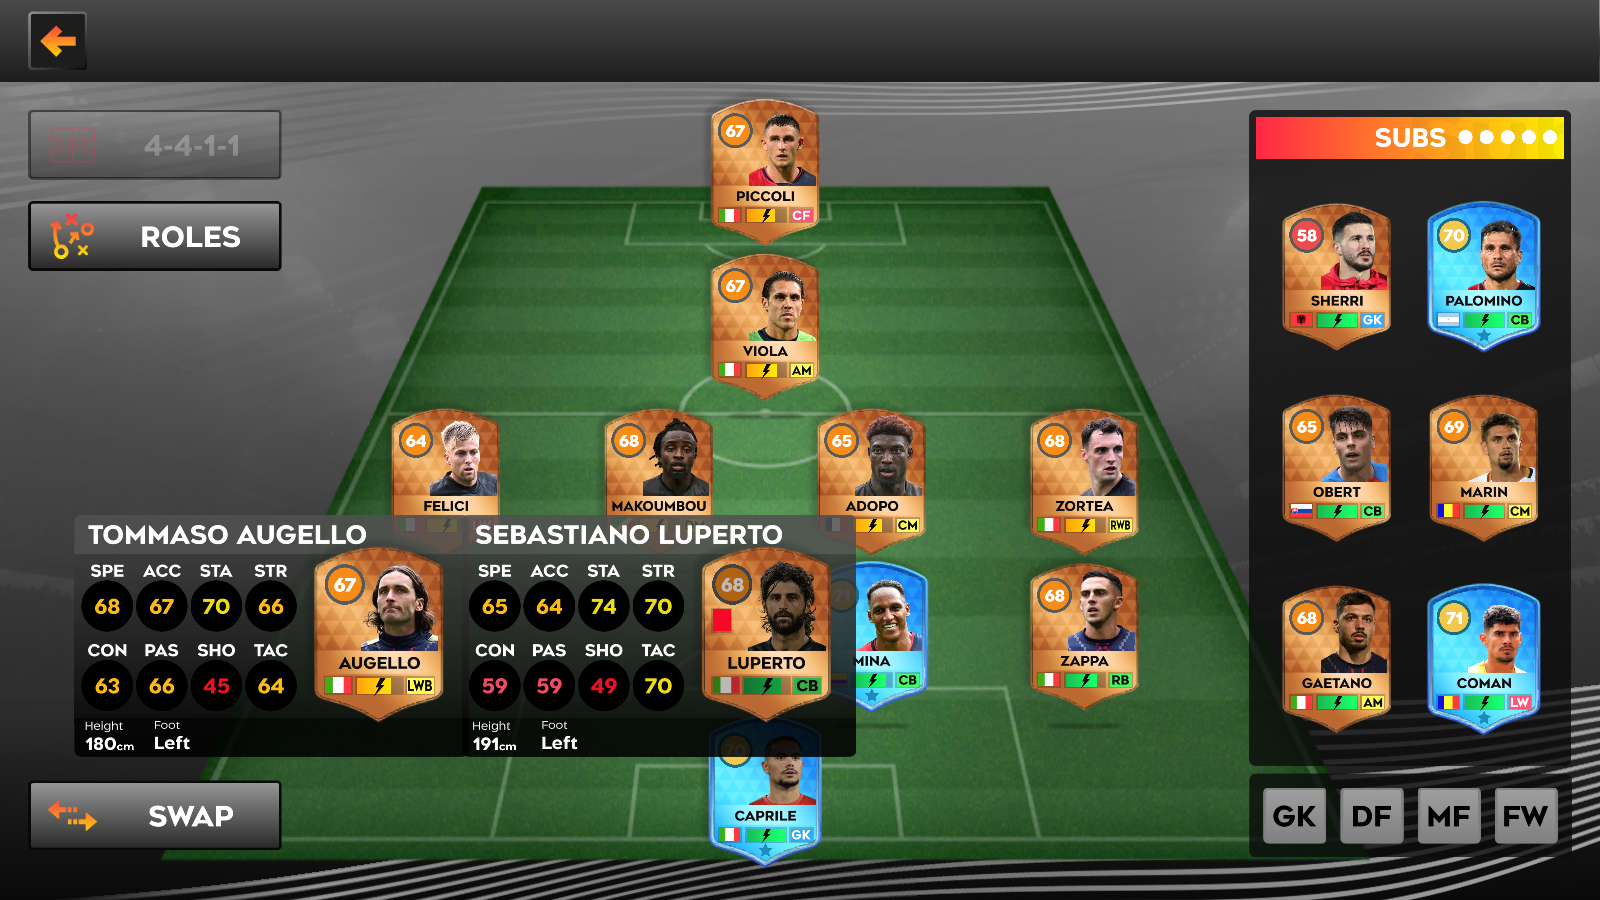 4-4-1-1
ROLES
67
PICCOLI
CF
67
VIOLA
AM
64
FELICI
68
MAKOUMBOU
65
ADOPO
CM
68
ZORTEA
RWB
TOMMASO AUGELLO
SPE ACC STA STR
68 67 70 66
CON PAS SHO TAC
63 66 45 64
Height Foot
180cm Left
67
AUGELLO
LWB
SEBASTIANO LUPERTO
SPE ACC STA STR
65 64 74 70
CON PAS SHO TAC
59 59 49 70
Height Foot
191cm Left
68
LUPERTO
CB
71
MINA
CB
68
ZAPPA
RB
70
CAPRILE
GK
SWAP
SUBS
58
SHERRI
GK
70
PALOMINO
CB
65
OBERT
CB
69
MARIN
CM
68
GAETANO
AM
71
COMAN
LW
GK DF MF FW